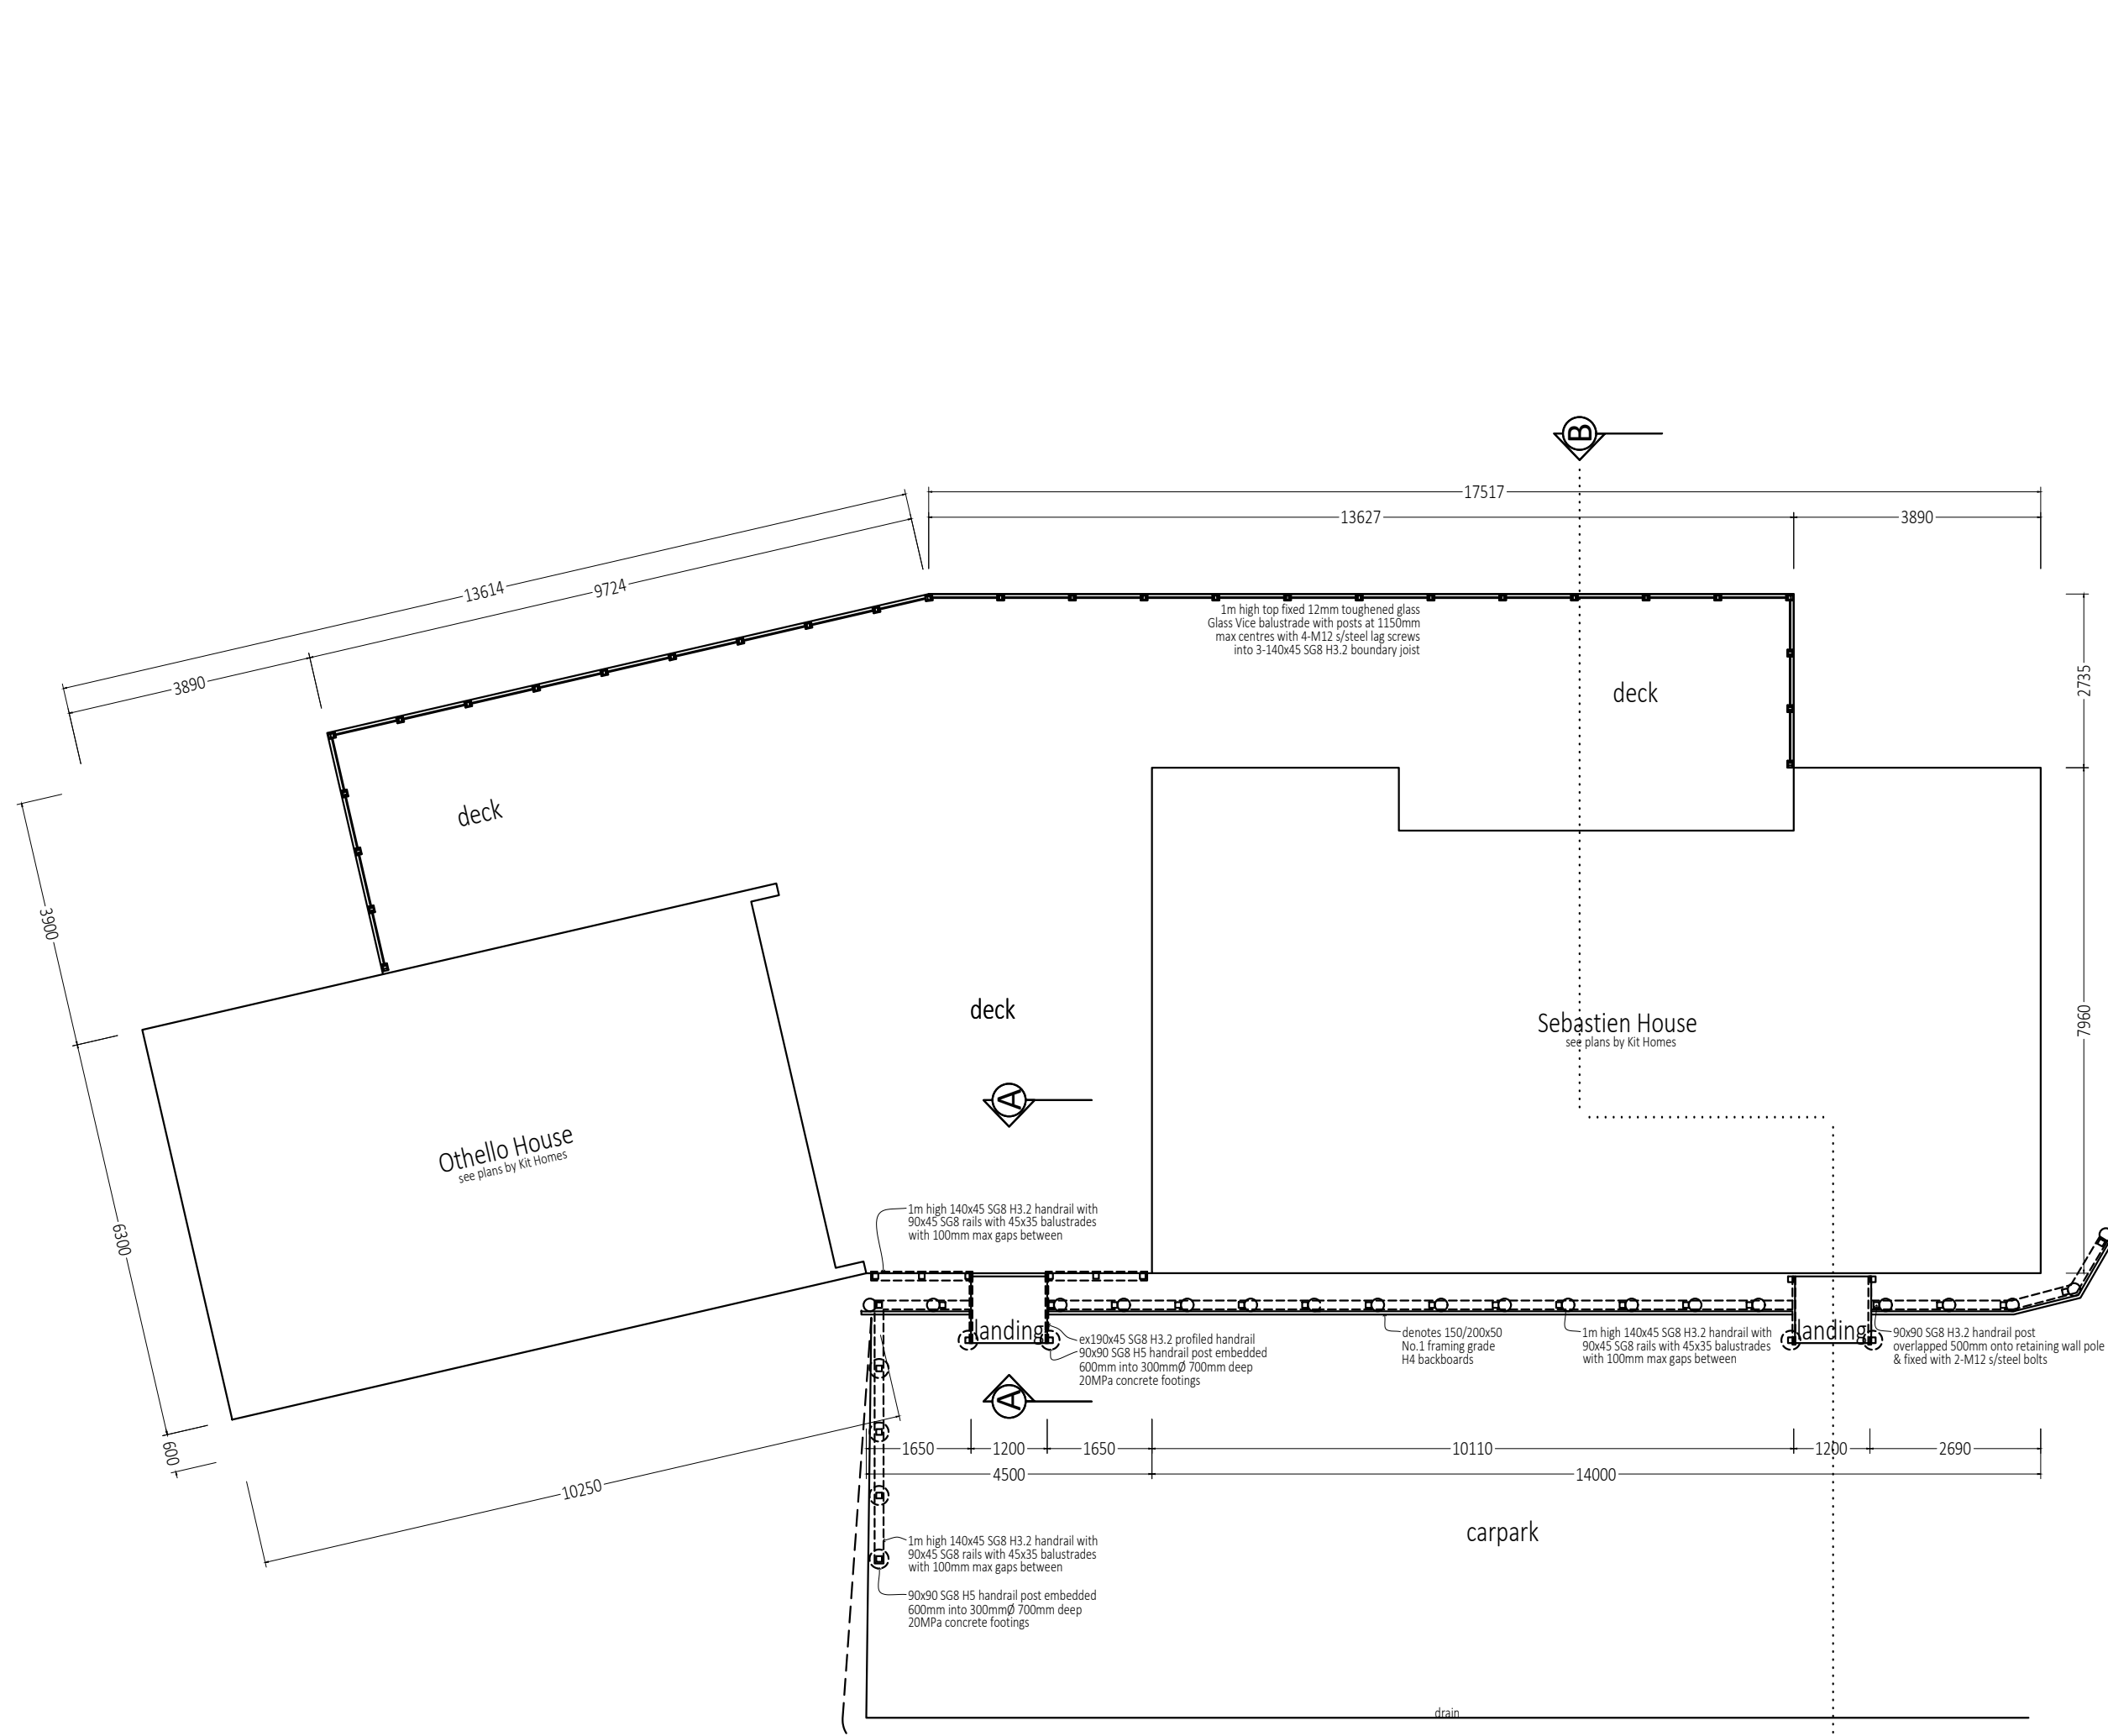 B
17517
13627
3890
13614
9724
3890
1m high top fixed 12mm toughened glass
Glass Vice balustrade with posts at 1150mm
max centres with 4-M12 s/steel lag screws
into 3-140x45 SG8 H3.2 boundary joist
deck
2735
deck
3900
deck
Sebastien House
see plans by Kit Homes
7960
A
Othello House
see plans by Kit Homes
6300
1m high 140x45 SG8 H3.2 handrail with
90x45 SG8 rails with 45x35 balustrades
with 100mm max gaps between
landing
ex190x45 SG8 H3.2 profiled handrail
90x90 SG8 H5 handrail post embedded
600mm into 300mmØ 700mm deep
20MPa concrete footings
denotes 150/200x50
No.1 framing grade
H4 backboards
1m high 140x45 SG8 H3.2 handrail with
90x45 SG8 rails with 45x35 balustrades
with 100mm max gaps between
landing
90x90 SG8 H3.2 handrail post
overlapped 500mm onto retaining wall pole
& fixed with 2-M12 s/steel bolts
A
600
1650
1200
1650
10110
1200
2690
4500
14000
10250
carpark
1m high 140x45 SG8 H3.2 handrail with
90x45 SG8 rails with 45x35 balustrades
with 100mm max gaps between
90x90 SG8 H5 handrail post embedded
600mm into 300mmØ 700mm deep
20MPa concrete footings
drain